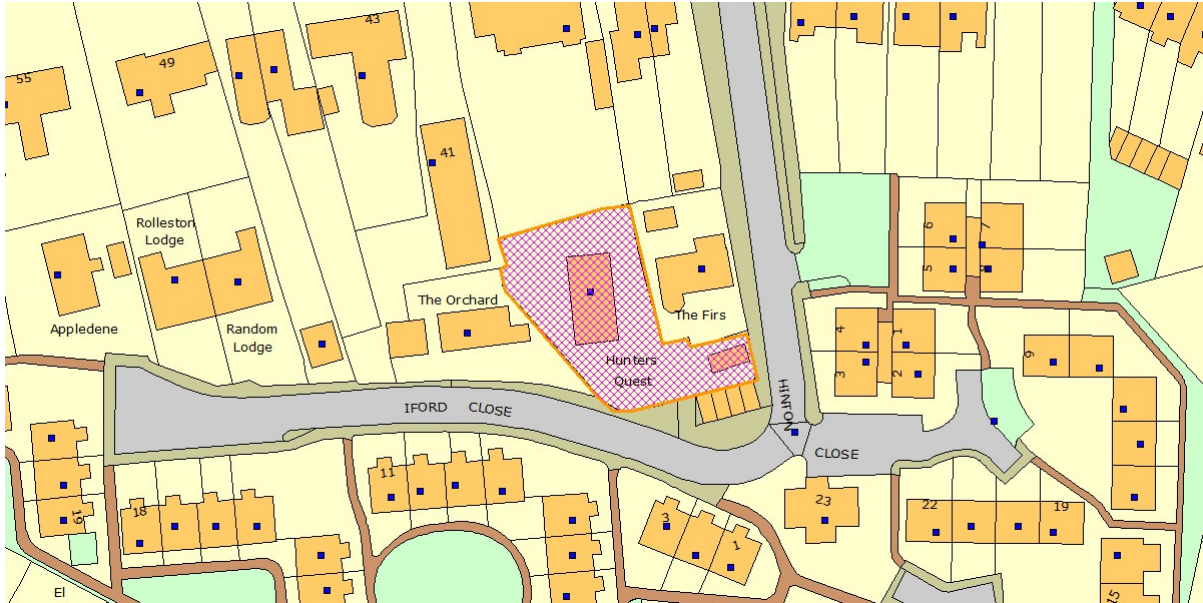 43
49
55
41
Rolleston
Lodge
6
7
5
8
The Orchard
The Firs
Appledene
Random
Lodge
4
1
3
2
9
Hunters
Quest
IFORD CLOSE
HINTON
CLOSE
11
18
19
3
1
23
22
19
15
El